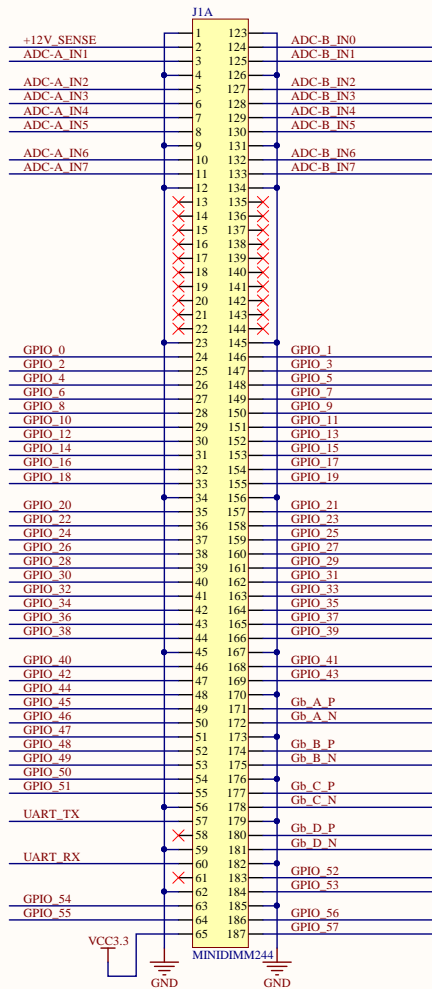 J1A
1 123
+12V_SENSE 2 124 ADC-B_IN0
ADC-A_IN1 3 125 ADC-B_IN1
4 126
ADC-A_IN2 5 127 ADC-B_IN2
ADC-A_IN3 6 128 ADC-B_IN3
ADC-A_IN4 7 129 ADC-B_IN4
ADC-A_IN5 8 130 ADC-B_IN5
9 131
ADC-A_IN6 10 132 ADC-B_IN6
ADC-A_IN7 11 133 ADC-B_IN7
12 134
13 135
14 136
15 137
16 138
17 139
18 140
19 141
20 142
21 143
22 144
23 145
GPIO_0 24 146 GPIO_1
GPIO_2 25 147 GPIO_3
GPIO_4 26 148 GPIO_5
GPIO_6 27 149 GPIO_7
GPIO_8 28 150 GPIO_9
GPIO_10 29 151 GPIO_11
GPIO_12 30 152 GPIO_13
GPIO_14 31 153 GPIO_15
GPIO_16 32 154 GPIO_17
GPIO_18 33 155 GPIO_19
34 156
GPIO_20 35 157 GPIO_21
GPIO_22 36 158 GPIO_23
GPIO_24 37 159 GPIO_25
GPIO_26 38 160 GPIO_27
GPIO_28 39 161 GPIO_29
GPIO_30 40 162 GPIO_31
GPIO_32 41 163 GPIO_33
GPIO_34 42 164 GPIO_35
GPIO_36 43 165 GPIO_37
GPIO_38 44 166 GPIO_39
45 167
GPIO_40 46 168 GPIO_41
GPIO_42 47 169 GPIO_43
GPIO_44 48 170
GPIO_45 49 171 Gb_A_P
GPIO_46 50 172 Gb_A_N
GPIO_47 51 173
GPIO_48 52 174 Gb_B_P
GPIO_49 53 175 Gb_B_N
GPIO_50 54 176
GPIO_51 55 177 Gb_C_P
56 178 Gb_C_N
UART_TX 57 179
58 180 Gb_D_P
59 181 Gb_D_N
UART_RX 60 182
61 183 GPIO_52
62 184 GPIO_53
GPIO_54 63 185
GPIO_55 64 186 GPIO_56
65 187 GPIO_57
VCC3.3
MINIDIMM244
GND GND